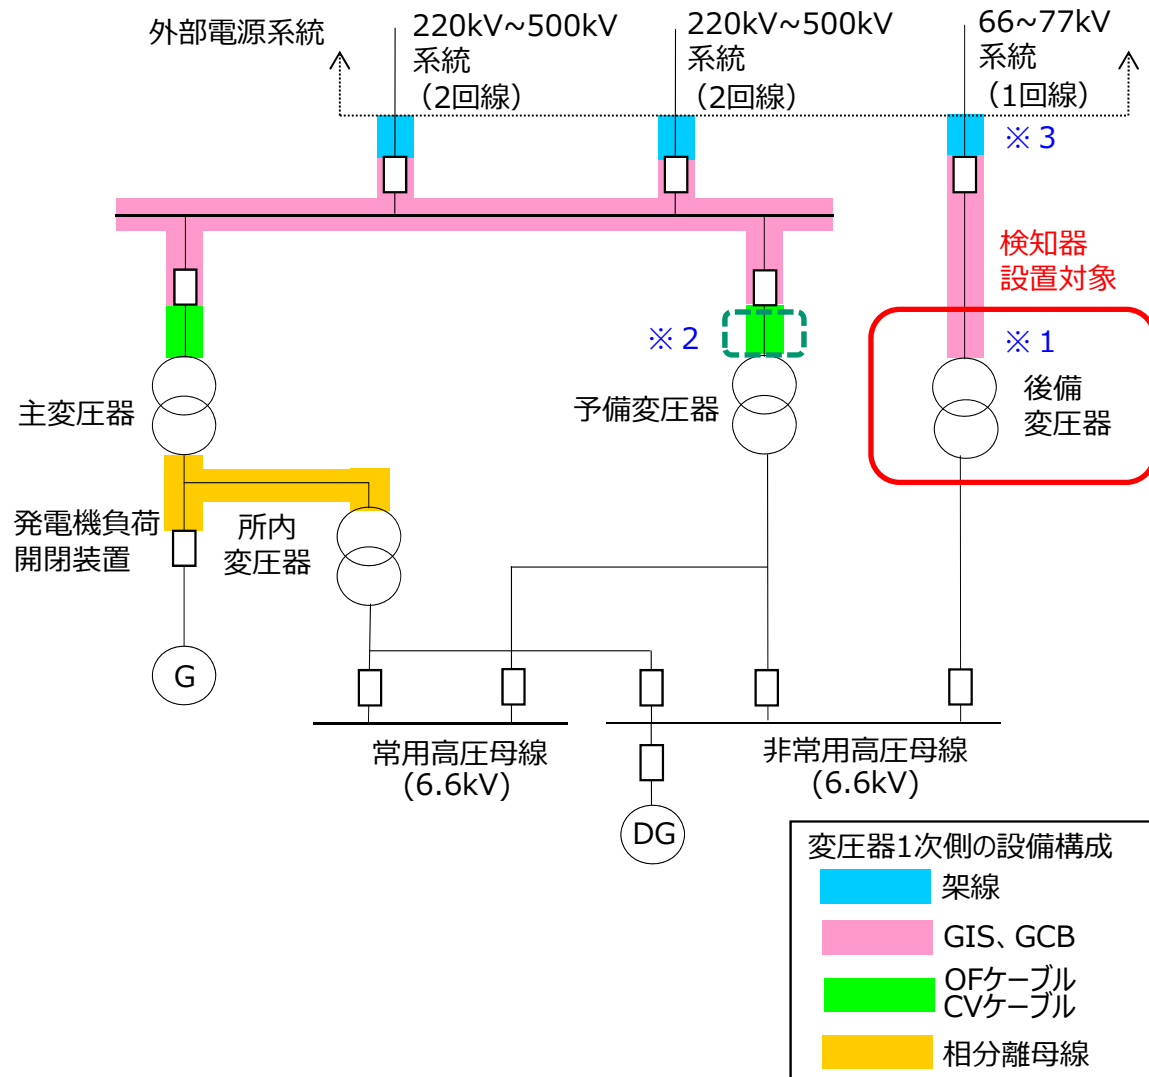 外部電源系統
220kV~500kV
系統
（2回線）
220kV~500kV
系統
（2回線）
66~77kV
系統
（1回線）
※３
検知器
設置対象
※２
※１
主変圧器
予備変圧器
後備
変圧器
発電機負荷
開閉装置
所内
変圧器
G
常用高圧母線
(6.6kV)
非常用高圧母線
(6.6kV)
DG
変圧器1次側の設備構成
架線
GIS、GCB
OFケーブル
CVケーブル
相分離母線